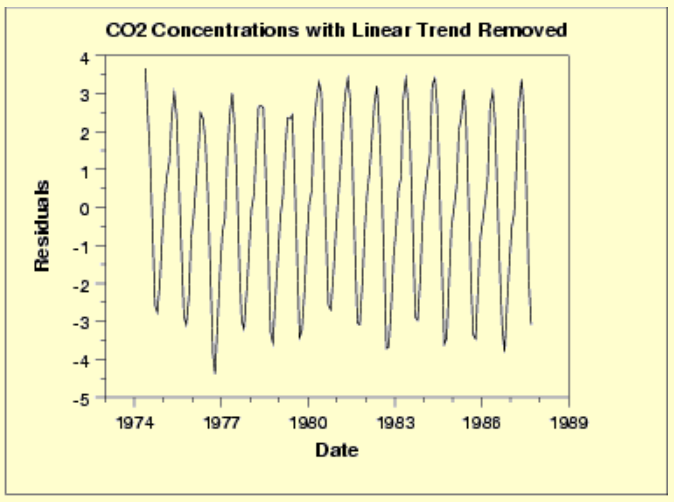 CO2 Concentrations with Linear Trend Removed
4
3
2
1
0
-1
-2
-3
-4
-5
Residuals
1974 1977 1980 1983 1986 1989
Date